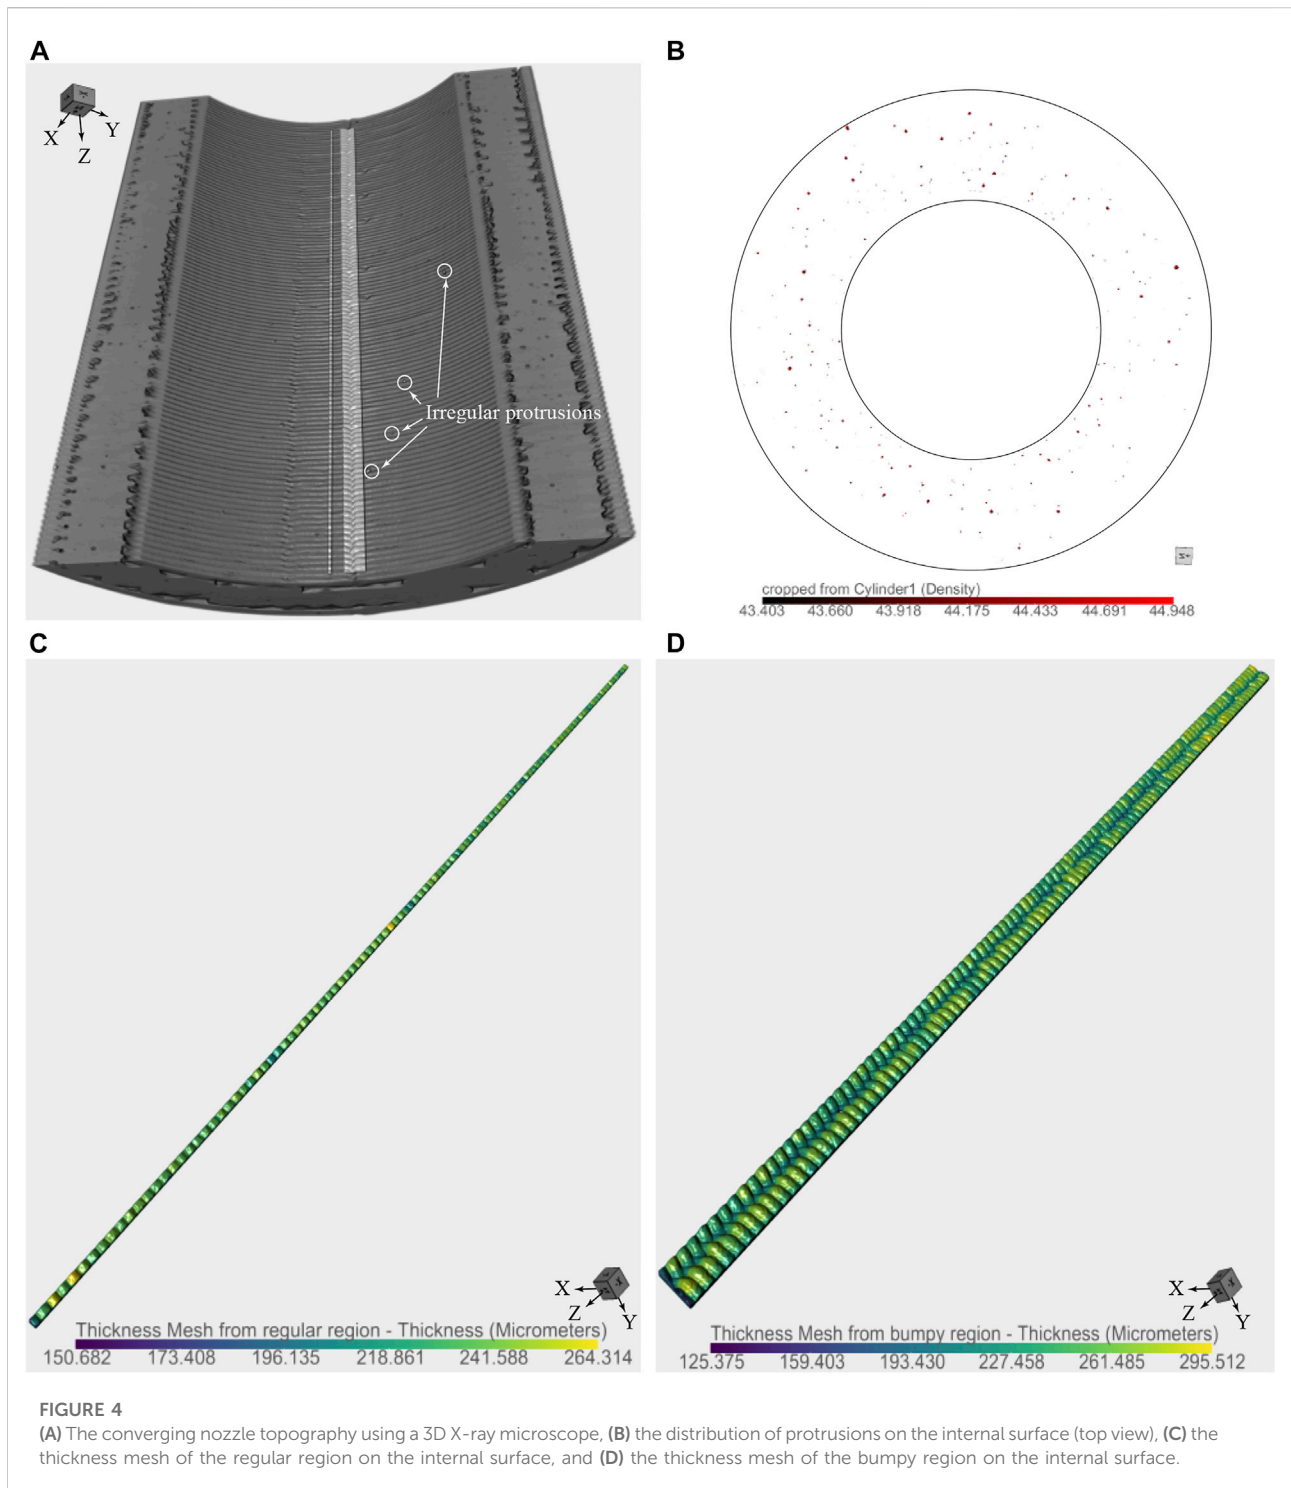 A
X
Y
Z
Irregular protrusions
B
cropped from Cylinder1 (Density)
43.403 43.660 43.918 44.175 44.433 44.691 44.948
C
X
Z
Y
Thickness Mesh from regular region - Thickness (Micrometers)
150.682 173.408 196.135 218.861 241.588 264.314
D
X
Z
Y
Thickness Mesh from bumpy region - Thickness (Micrometers)
125.375 159.403 193.430 227.458 261.485 295.512
FIGURE 4
(A) The converging nozzle topography using a 3D X-ray microscope, (B) the distribution of protrusions on the internal surface (top view), (C) the
thickness mesh of the regular region on the internal surface, and (D) the thickness mesh of the bumpy region on the internal surface.